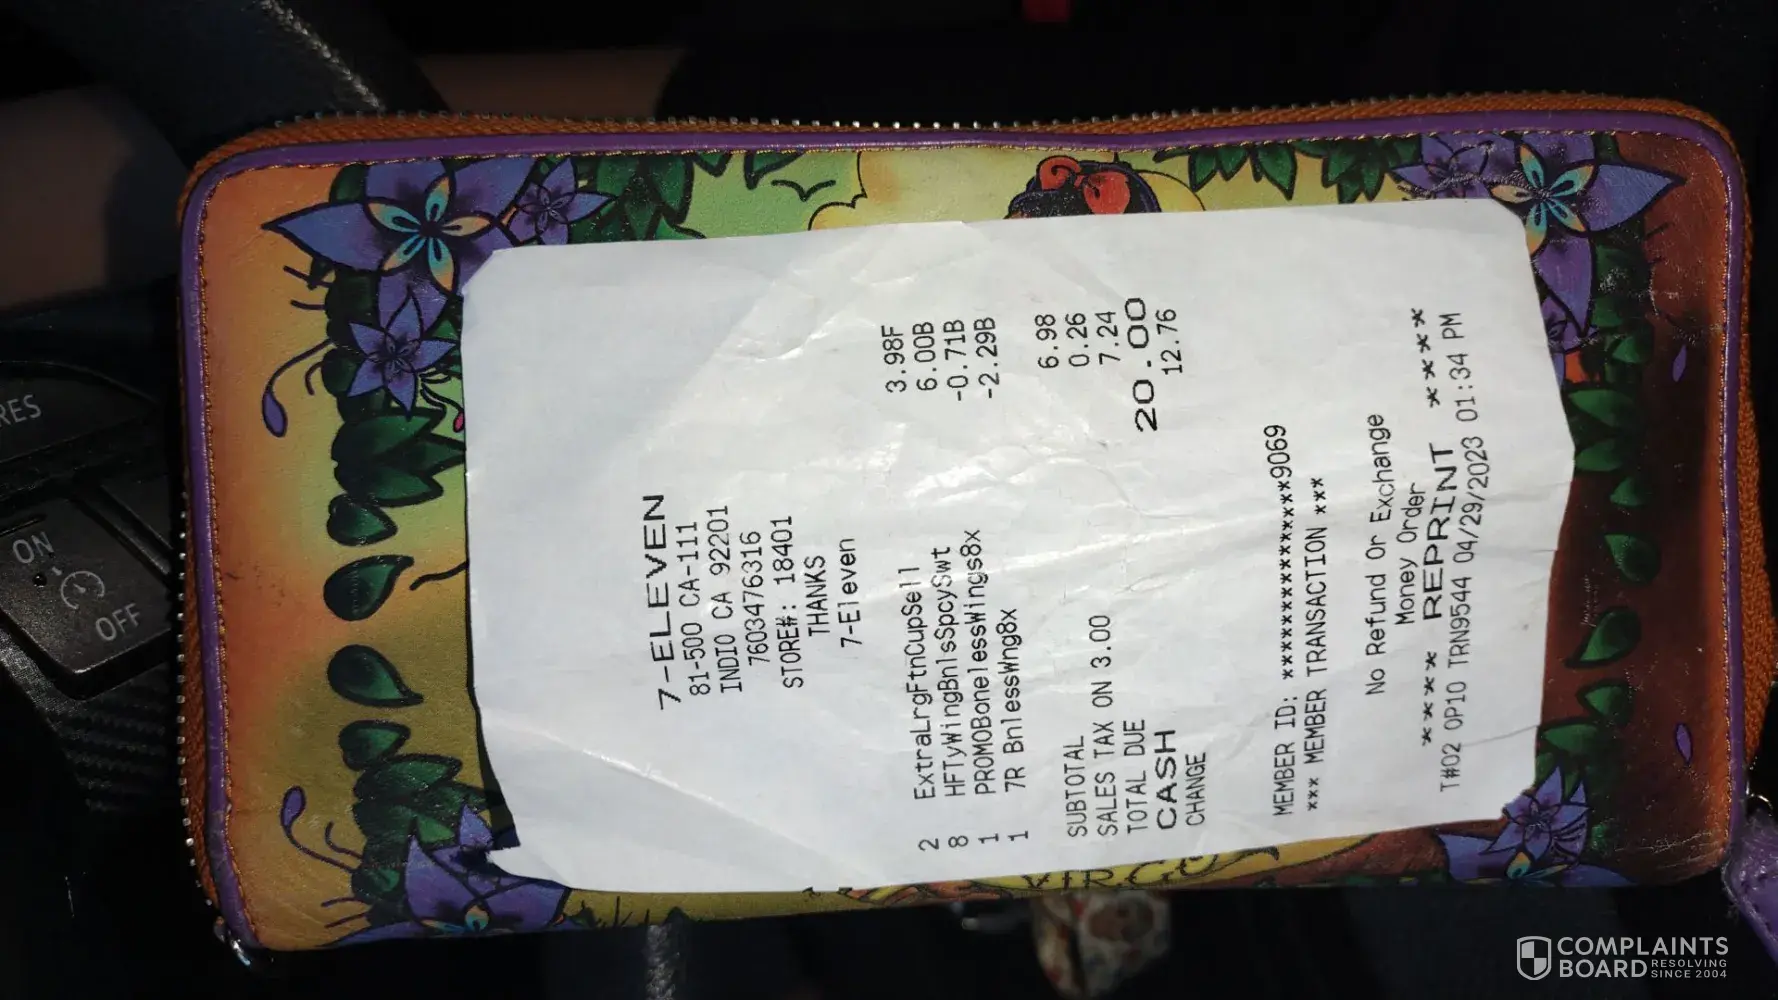 7-ELEVEN
81-500 CA-111
INDIO CA 92201
7603476316
STORE#: 18401
THANKS
7-Eleven
2 ExtraLrgFtnCupSell 3.98F
8 HFTyWingBnlsSpcySwt 6.00B
1 PROMOBonelessWings8x -0.71B
1 7R BnlessWng8x -2.29B
SUBTOTAL 6.98
SALES TAX ON 3.00 0.26
TOTAL DUE 7.24
CASH 20.00
CHANGE 12.76
MEMBER ID: ***************9069
*** MEMBER TRANSACTION ***
No Refund Or Exchange
Money Order
***** REPRINT *****
T#02 OP10 TRN9544 04/29/2023 01:34 PM
VIRGO
RES
ON
OFF
COMPLAINTS
BOARD RESOLVING
SINCE 2004